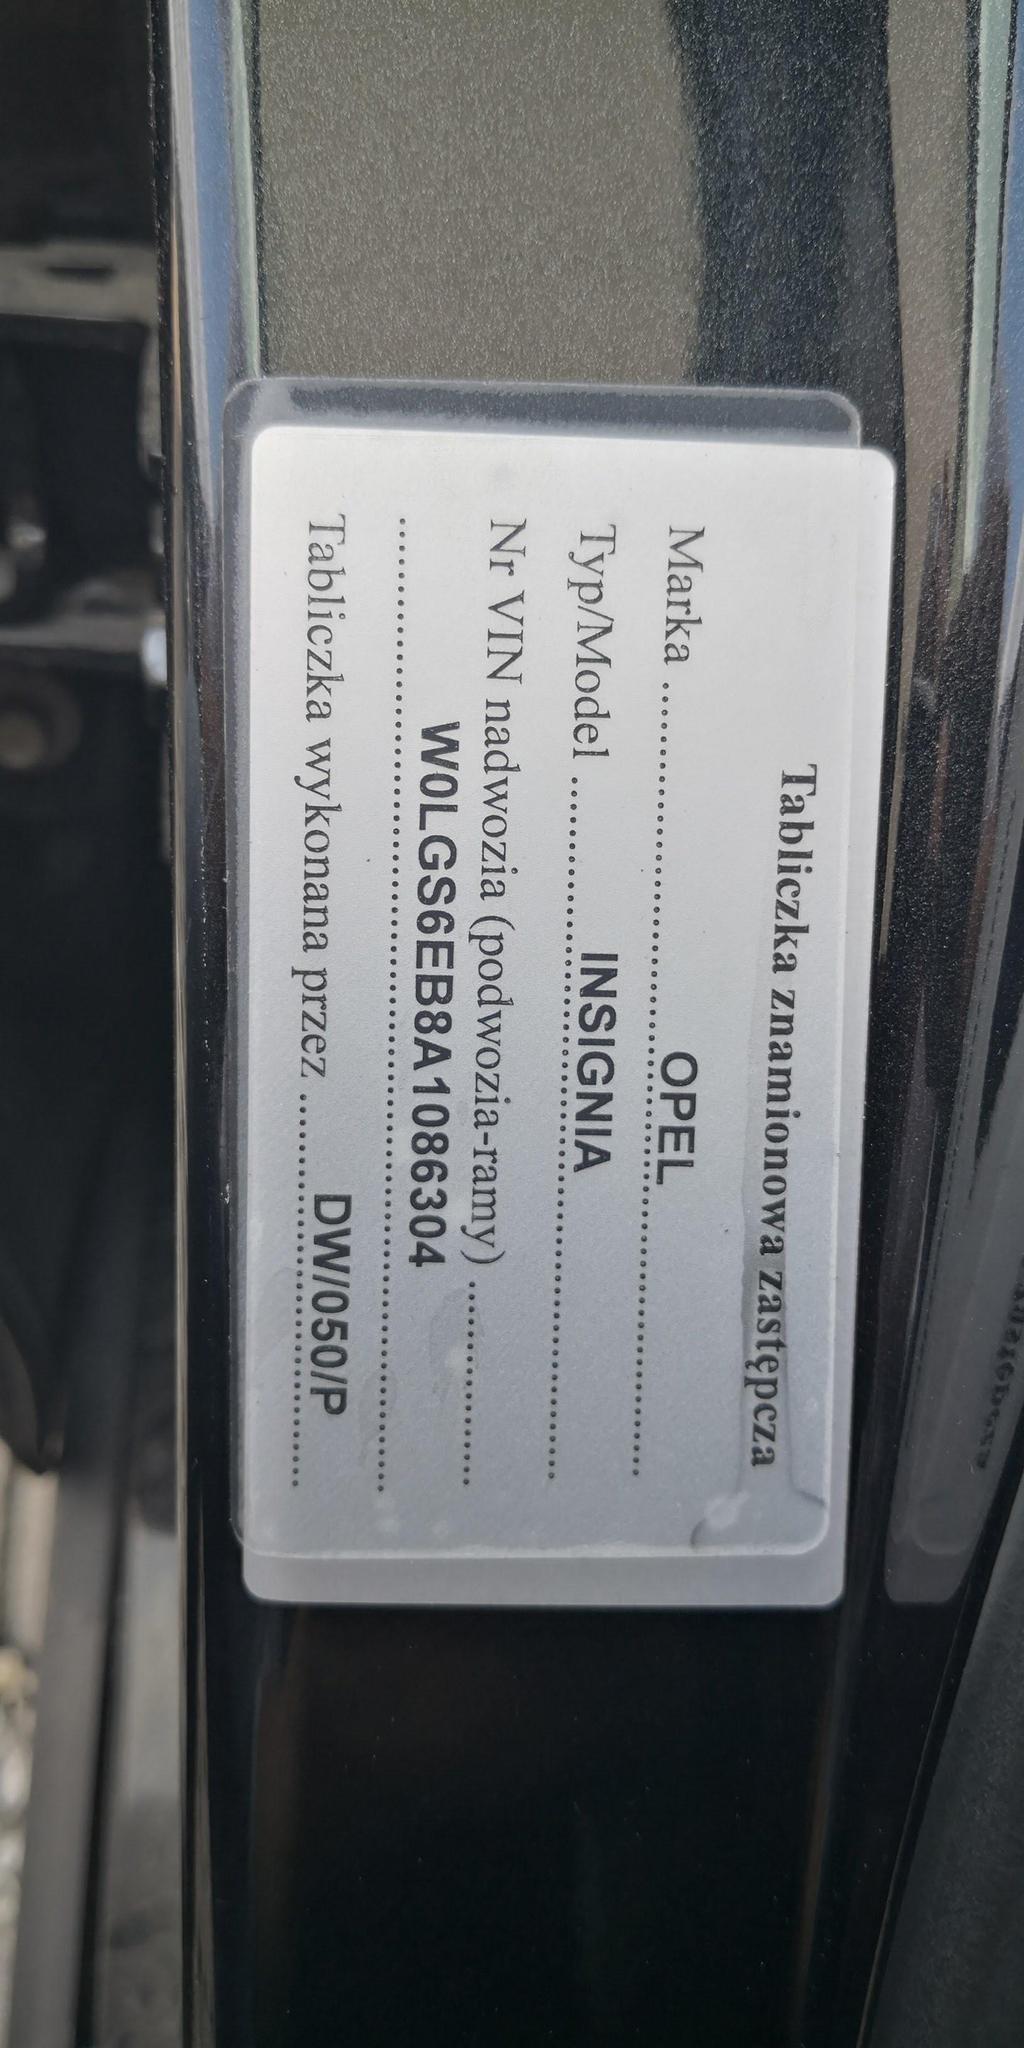 Tabliczka znamionowa zastępcza
Marka ........................ OPEL ........................
Typ/Model ................ INSIGNIA ........................
Nr VIN nadwozia (podwozia-ramy) ................
W0LGS6EB8A1086304
Tabliczka wykonana przez ........ DW/050/P ........